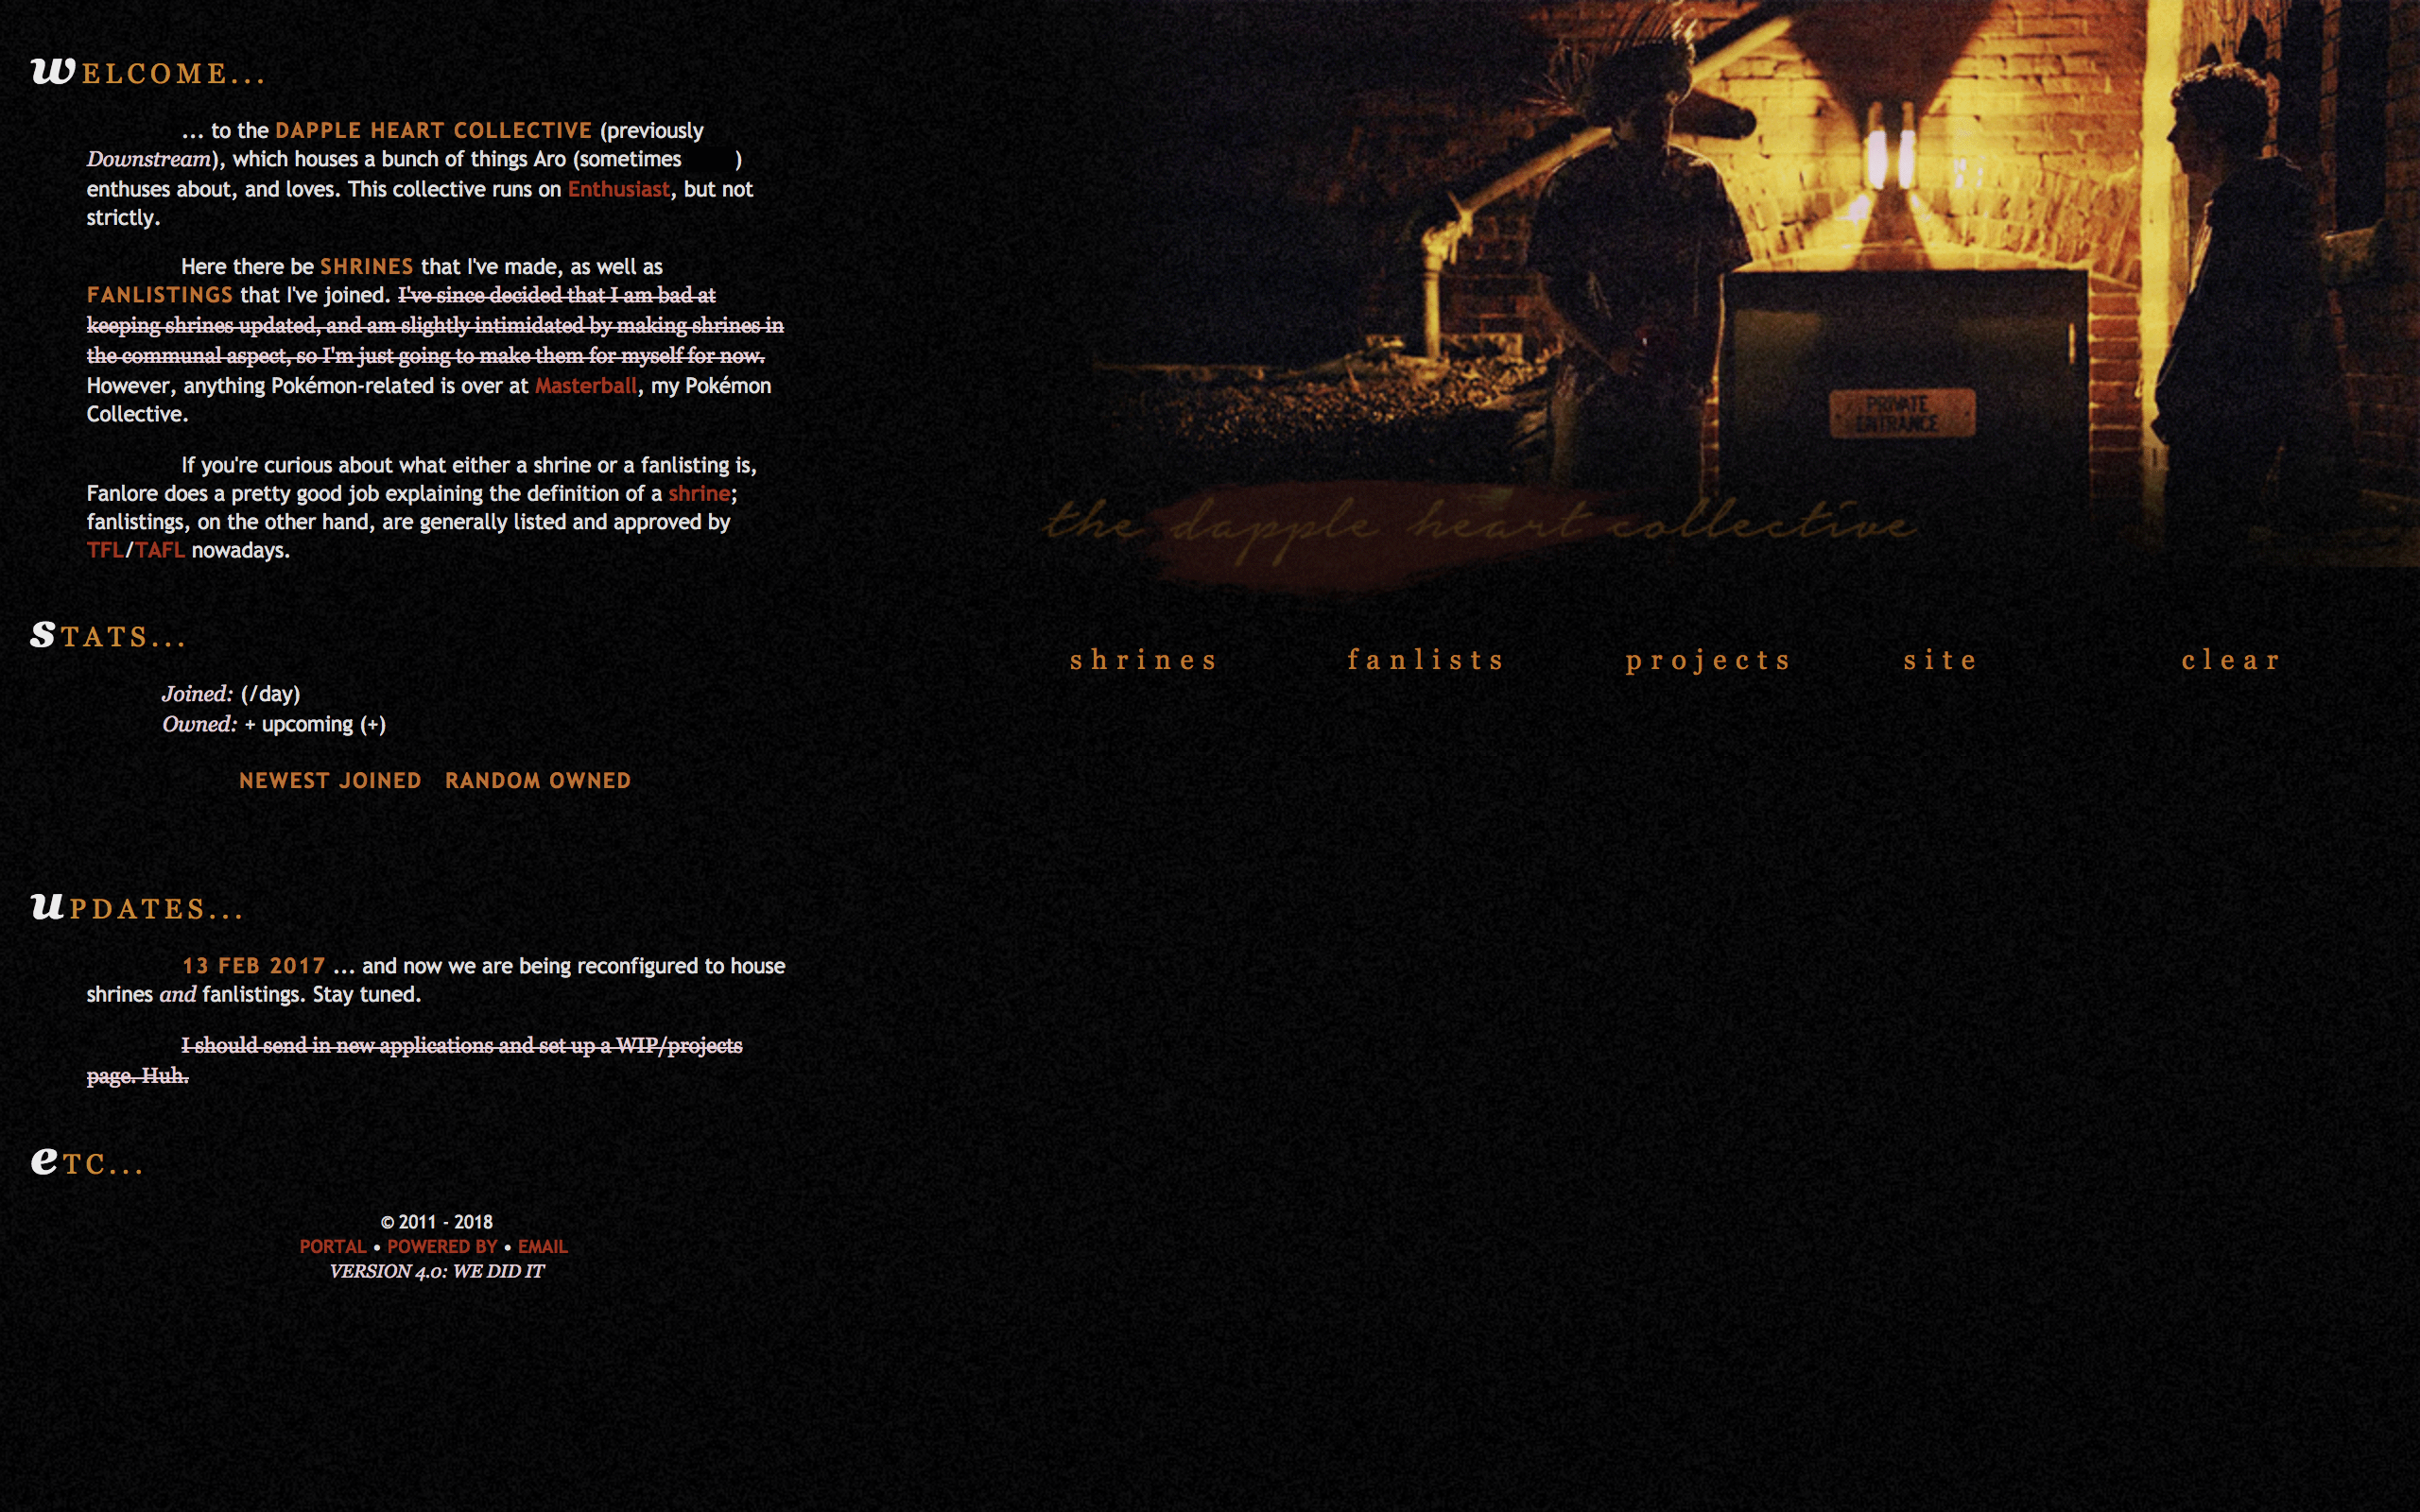 wELCOME...
... to the DAPPLE HEART COLLECTIVE (previously
Downstream), which houses a bunch of things Aro (sometimes )
enthuses about, and loves. This collective runs on Enthusiast, but not
strictly.
Here there be SHRINES that I've made, as well as
FANLISTINGS that I've joined. I've since decided that I am bad at
keeping shrines updated, and am slightly intimidated by making shrines in
the communal aspect, so I'm just going to make them for myself for now.
However, anything Pokémon-related is over at Masterball, my Pokémon
Collective.
If you're curious about what either a shrine or a fanlisting is,
Fanlore does a pretty good job explaining the definition of a shrine;
fanlistings, on the other hand, are generally listed and approved by
TFL/TAFL nowadays.
sTATS...
Joined: (/day)
Owned: + upcoming (+)
NEWEST JOINED RANDOM OWNED
uPDATES...
13 FEB 2017 ... and now we are being reconfigured to house
shrines and fanlistings. Stay tuned.
I should send in new applications and set up a WIP/projects
page. Huh.
eTC...
© 2011 - 2018
PORTAL • POWERED BY • EMAIL
VERSION 4.0: WE DID IT
PRIVATE
ENTRANCE
the dapple heart collective
shrines fanlists projects site clear